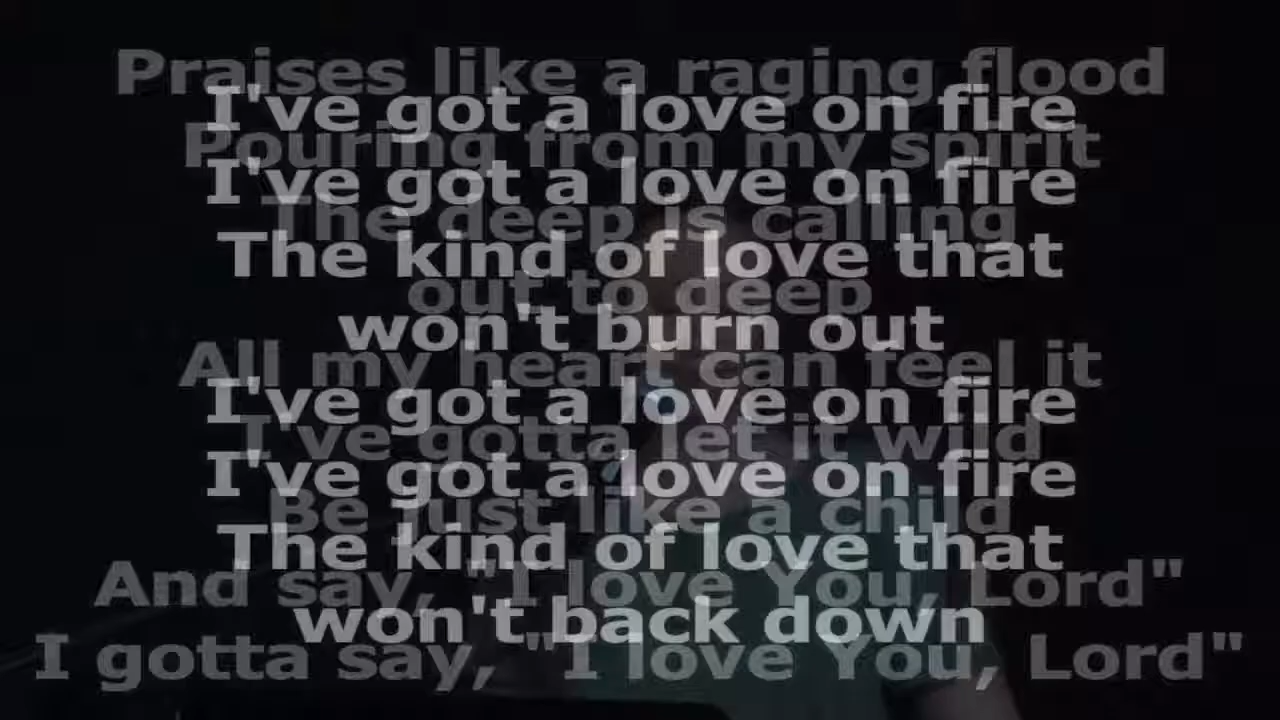 Praises like a raging flood
I've got a love on fire
Pouring from my spirit
I've got a love on fire
The deep is calling
The kind of love that
out to deep
won't burn out
All my heart can feel it
I've got a love on fire
I've gotta let it wild
I've got a love on fire
Be just like a child
The kind of love that
And say, "I love You, Lord"
won't back down
I gotta say, "I love You, Lord"